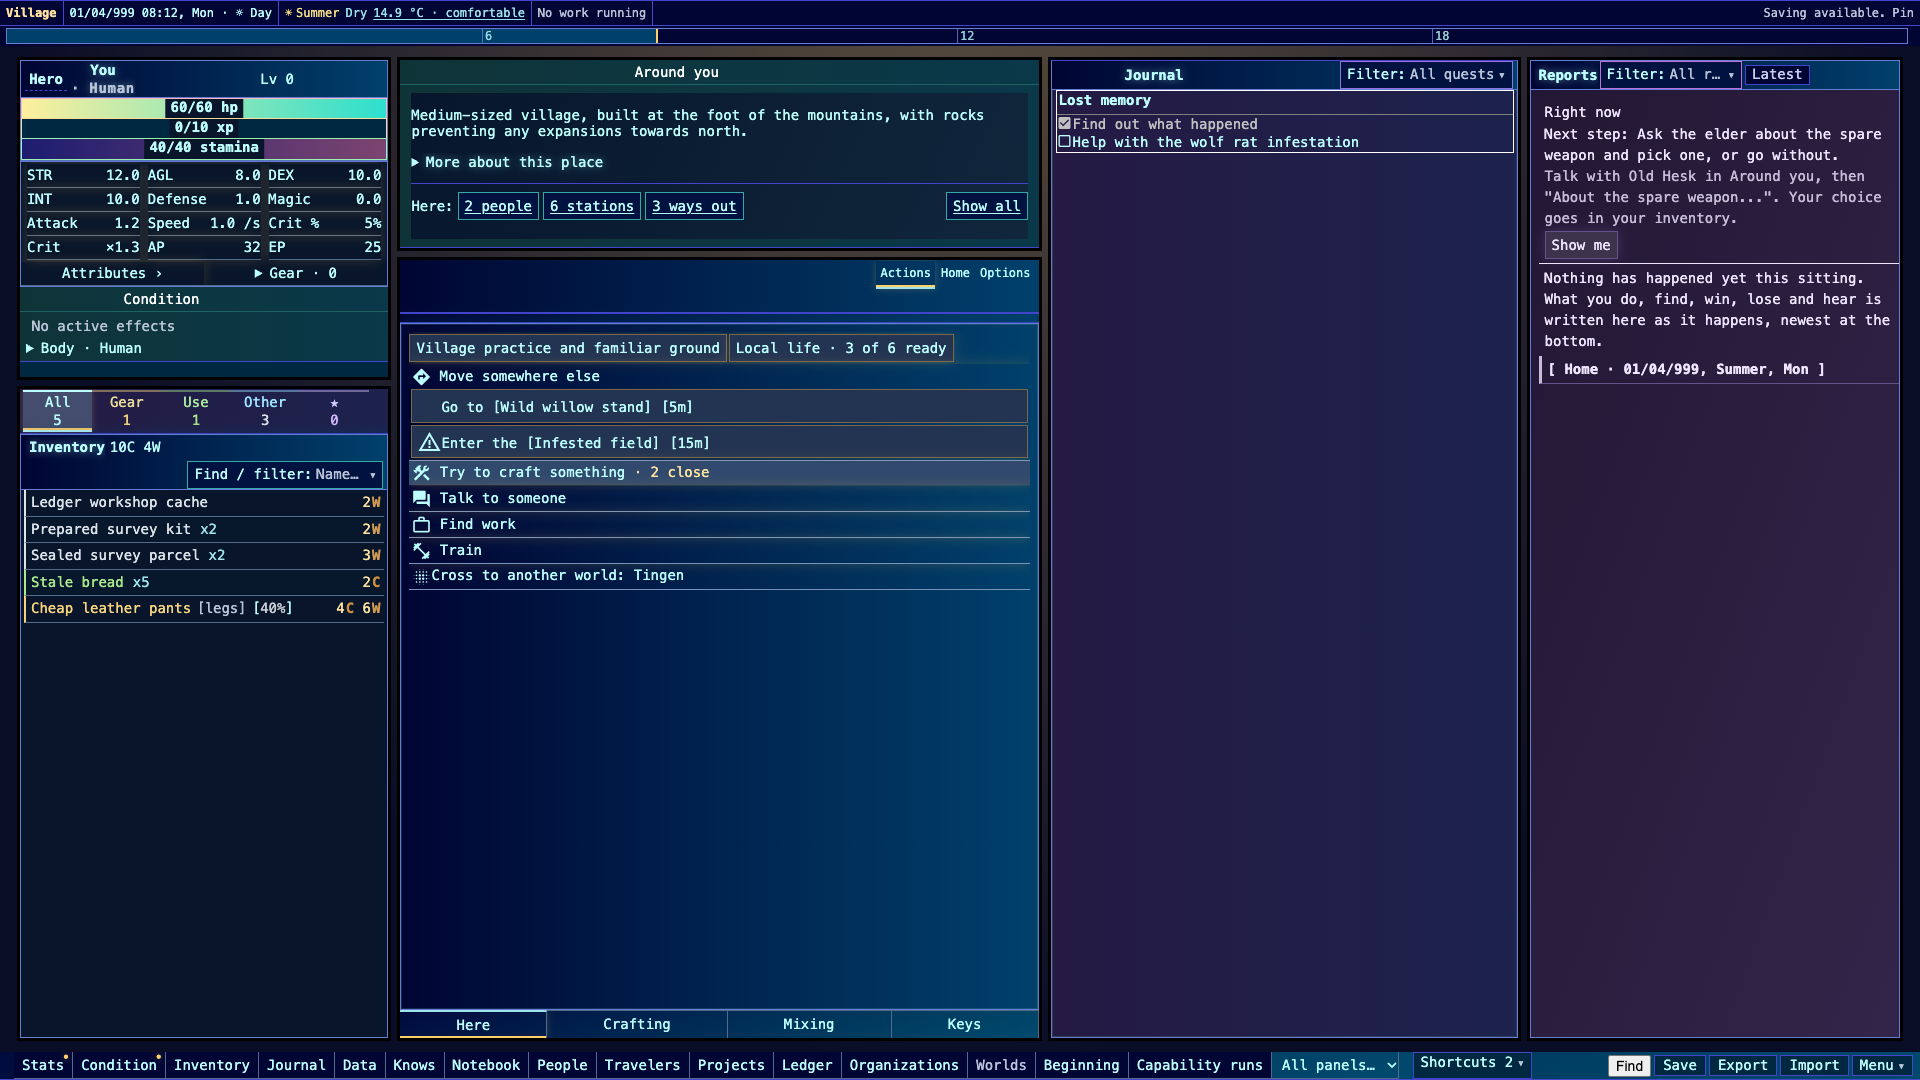 Village 01/04/999 08:12, Mon · ☀ Day ☀ Summer Dry 14.9 °C · comfortable No work running Saving available. Pin
6 12 18
Hero · You Human Lv 0
60/60 hp
0/10 xp
40/40 stamina
STR 12.0 AGL 8.0 DEX 10.0
INT 10.0 Defense 1.0 Magic 0.0
Attack 1.2 Speed 1.0 /s Crit % 5%
Crit ×1.3 AP 32 EP 25
Attributes › ▶ Gear · 0
Condition
No active effects
▶ Body · Human
All Gear Use Other ★
5 1 1 3 0
Inventory 10C 4W
Find / filter: Name… ▾
Ledger workshop cache 2W
Prepared survey kit x2 2W
Sealed survey parcel x2 3W
Stale bread x5 2C
Cheap leather pants [legs] [40%] 4C 6W
Around you
Medium-sized village, built at the foot of the mountains, with rocks
preventing any expansions towards north.
▶ More about this place
Here: 2 people 6 stations 3 ways out Show all
Actions Home Options
Village practice and familiar ground Local life · 3 of 6 ready
Move somewhere else
Go to [Wild willow stand] [5m]
Enter the [Infested field] [15m]
Try to craft something · 2 close
Talk to someone
Find work
Train
Cross to another world: Tingen
Here Crafting Mixing Keys
Journal Filter: All quests ▾
Lost memory
Find out what happened
Help with the wolf rat infestation
Reports Filter: All r… ▾ Latest
Right now
Next step: Ask the elder about the spare
weapon and pick one, or go without.
Talk with Old Hesk in Around you, then
"About the spare weapon...". Your choice
goes in your inventory.
Show me
Nothing has happened yet this sitting.
What you do, find, win, lose and hear is
written here as it happens, newest at the
bottom.
[ Home · 01/04/999, Summer, Mon ]
Stats Condition Inventory Journal Data Knows Notebook People Travelers Projects Ledger Organizations Worlds Beginning Capability runs All panels… Shortcuts 2 ▾ Find Save Export Import Menu ▾